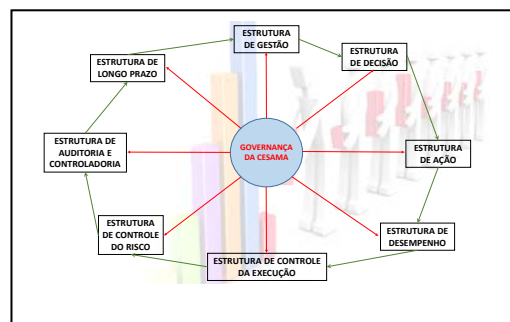 ESTRUTURA
DE GESTÃO
ESTRUTURA
DE DECISÃO
ESTRUTURA DE
LONGO PRAZO
ESTRUTURA
DE AUDITORIA E
CONTROLADORIA
GOVERNANÇA
DA CESAMA
ESTRUTURA
DE AÇÃO
ESTRUTURA
DE CONTROLE
DO RISCO
ESTRUTURA DE
DESEMPENHO
ESTRUTURA DE CONTROLE
DA EXECUÇÃO